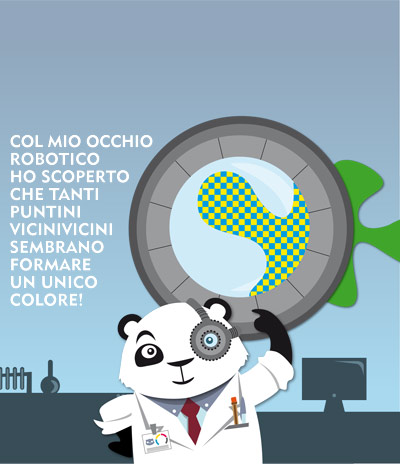 COL MIO OCCHIO
ROBOTICO
HO SCOPERTO
CHE TANTI
PUNTINI
VICINIVICINI
SEMBRANO
FORMARE
UN UNICO
COLORE!